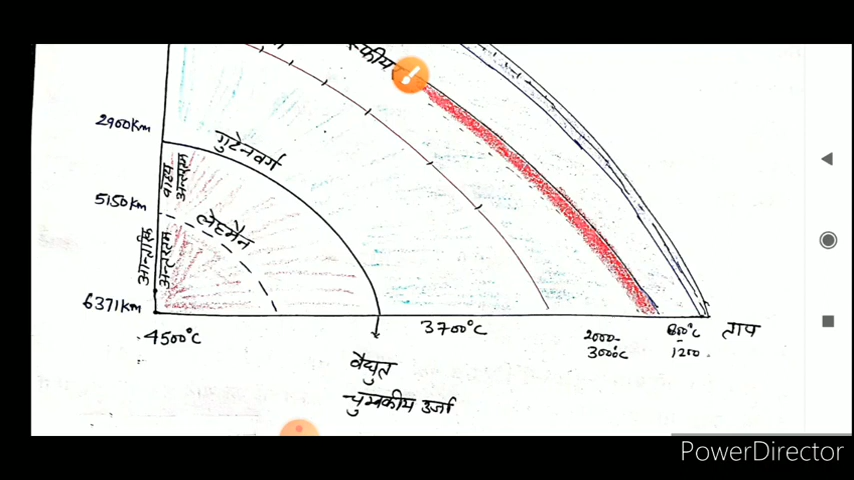 2900Km
गुटेनबर्ग
वाह्य
अन्तरतम
5150Km
लेहमैन
आन्तरिक
अन्तरतम
6371km
4500°C
3700°C
2000-
3000°C
800°C
-1200
ताप
वैद्युत
चुम्बकीय उर्जा
PowerDirector